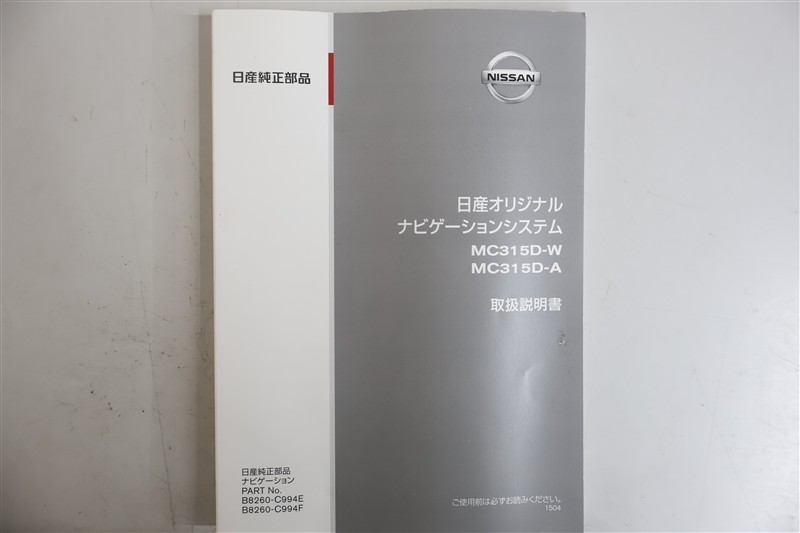 日産純正部品
NISSAN
日産オリジナル
ナビゲーションシステム
MC315D-W
MC315D-A
取扱説明書
日産純正部品
ナビゲーション
PART No.
B8260-C994E
B8260-C994F
ご使用前は必ずお読みください。
1504